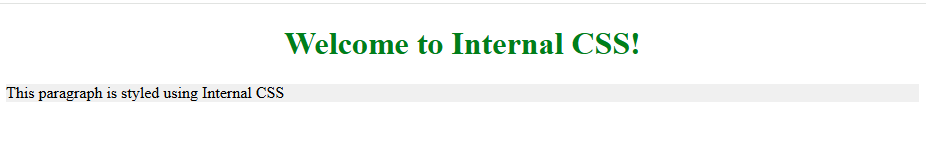 Welcome to Internal CSS!
This paragraph is styled using Internal CSS